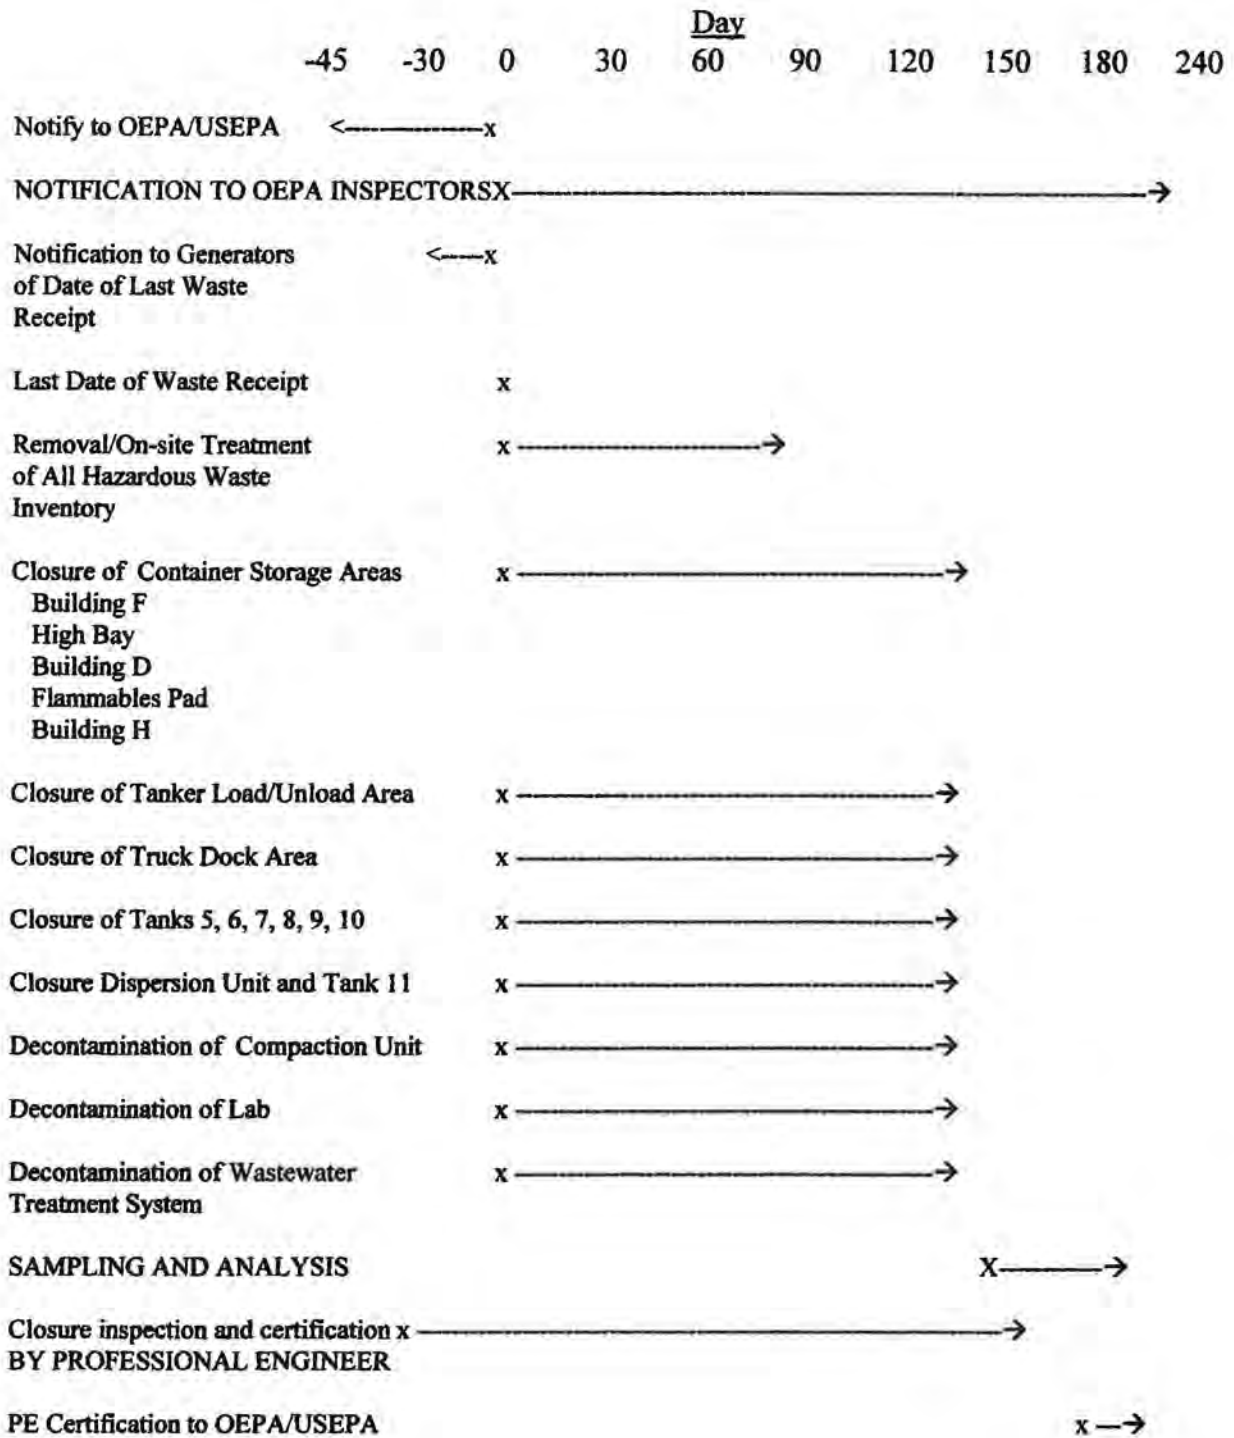 Day
-45 -30 0 30 60 90 120 150 180 240
Notify to OEPA/USEPA <---------------x
NOTIFICATION TO OEPA INSPECTORSX----------------------------------------→
Notification to Generators <-----x
of Date of Last Waste
Receipt
Last Date of Waste Receipt x
Removal/On-site Treatment x --------------------→
of All Hazardous Waste
Inventory
Closure of Container Storage Areas x ------------------------------→
Building F
High Bay
Building D
Flammables Pad
Building H
Closure of Tanker Load/Unload Area x ------------------------------→
Closure of Truck Dock Area x ------------------------------→
Closure of Tanks 5, 6, 7, 8, 9, 10 x ------------------------------→
Closure Dispersion Unit and Tank 11 x ------------------------------→
Decontamination of Compaction Unit x ------------------------------→
Decontamination of Lab x ------------------------------→
Decontamination of Wastewater x ------------------------------→
Treatment System
SAMPLING AND ANALYSIS X----------→
Closure inspection and certification x ----------------------------------------→
BY PROFESSIONAL ENGINEER
PE Certification to OEPA/USEPA x ---→